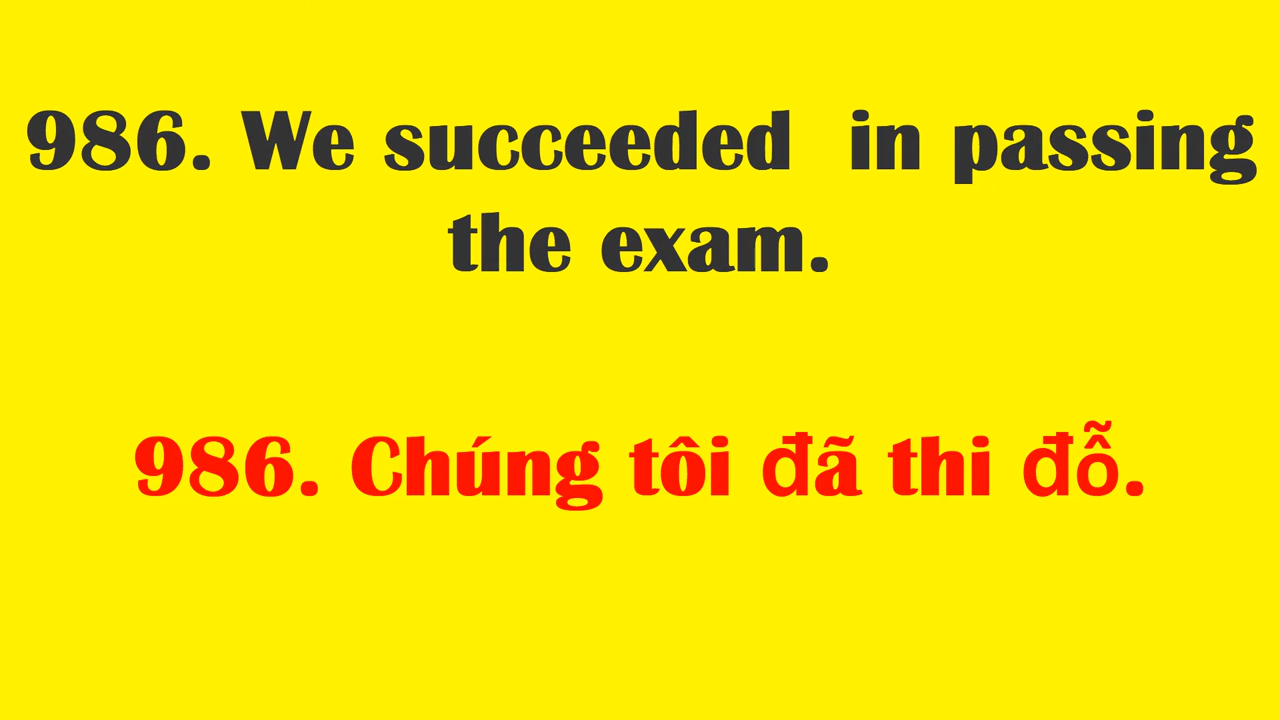 986. We succeeded  in passing
the exam.
986. Chúng tôi đã thi đỗ.